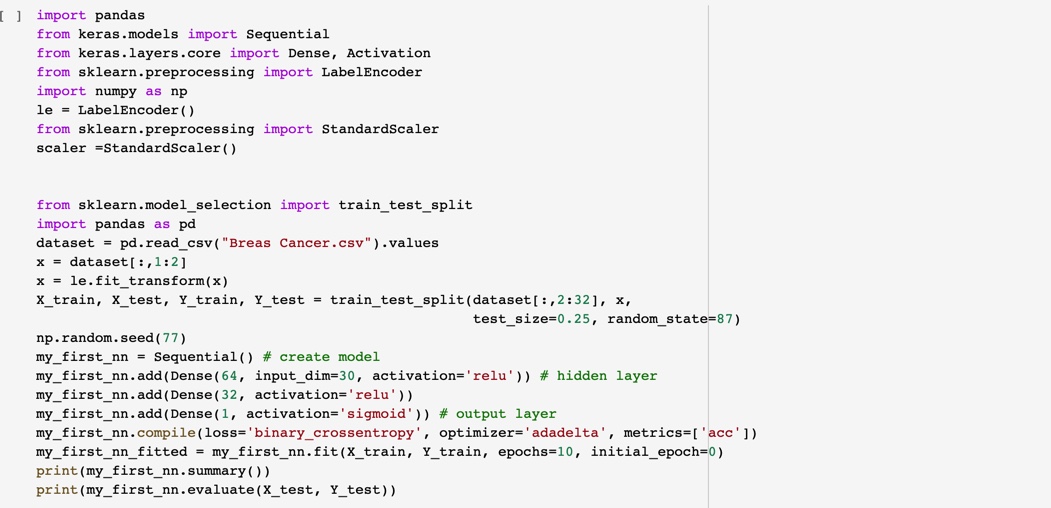 [ ] import pandas
from keras.models import Sequential
from keras.layers.core import Dense, Activation
from sklearn.preprocessing import LabelEncoder
import numpy as np
le = LabelEncoder()
from sklearn.preprocessing import StandardScaler
scaler =StandardScaler()
from sklearn.model_selection import train_test_split
import pandas as pd
dataset = pd.read_csv("Breas Cancer.csv").values
x = dataset[:,1:2]
x = le.fit_transform(x)
X_train, X_test, Y_train, Y_test = train_test_split(dataset[:,2:32], x,
test_size=0.25, random_state=87)
np.random.seed(77)
my_first_nn = Sequential() # create model
my_first_nn.add(Dense(64, input_dim=30, activation='relu')) # hidden layer
my_first_nn.add(Dense(32, activation='relu'))
my_first_nn.add(Dense(1, activation='sigmoid')) # output layer
my_first_nn.compile(loss='binary_crossentropy', optimizer='adadelta', metrics=['acc'])
my_first_nn_fitted = my_first_nn.fit(X_train, Y_train, epochs=10, initial_epoch=0)
print(my_first_nn.summary())
print(my_first_nn.evaluate(X_test, Y_test))